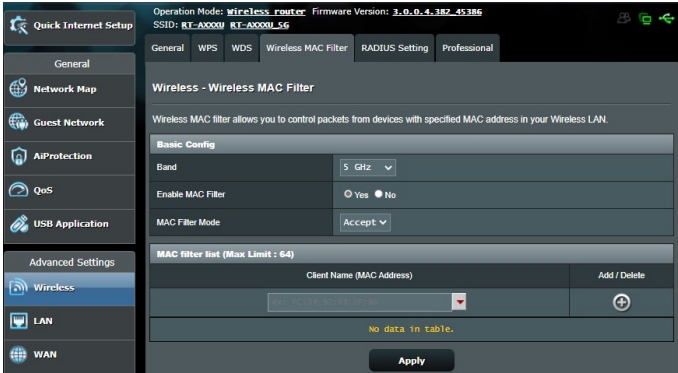 Quick Internet Setup
General
Network Map
Guest Network
AiProtection
QoS
USB Application
Advanced Settings
Wireless
LAN
WAN
Operation Mode: Wireless router Firmware Version: 3.0.0.4.382_45386
SSID: RT-AXXXU RT-AXXXU_5G
General WPS WDS Wireless MAC Filter RADIUS Setting Professional
Wireless - Wireless MAC Filter
Wireless MAC filter allows you to control packets from devices with specified MAC address in your Wireless LAN.
Basic Config
Band 5 GHz
Enable MAC Filter Yes No
MAC Filter Mode Accept
MAC filter list (Max Limit : 64)
Client Name (MAC Address) Add / Delete
No data in table.
Apply